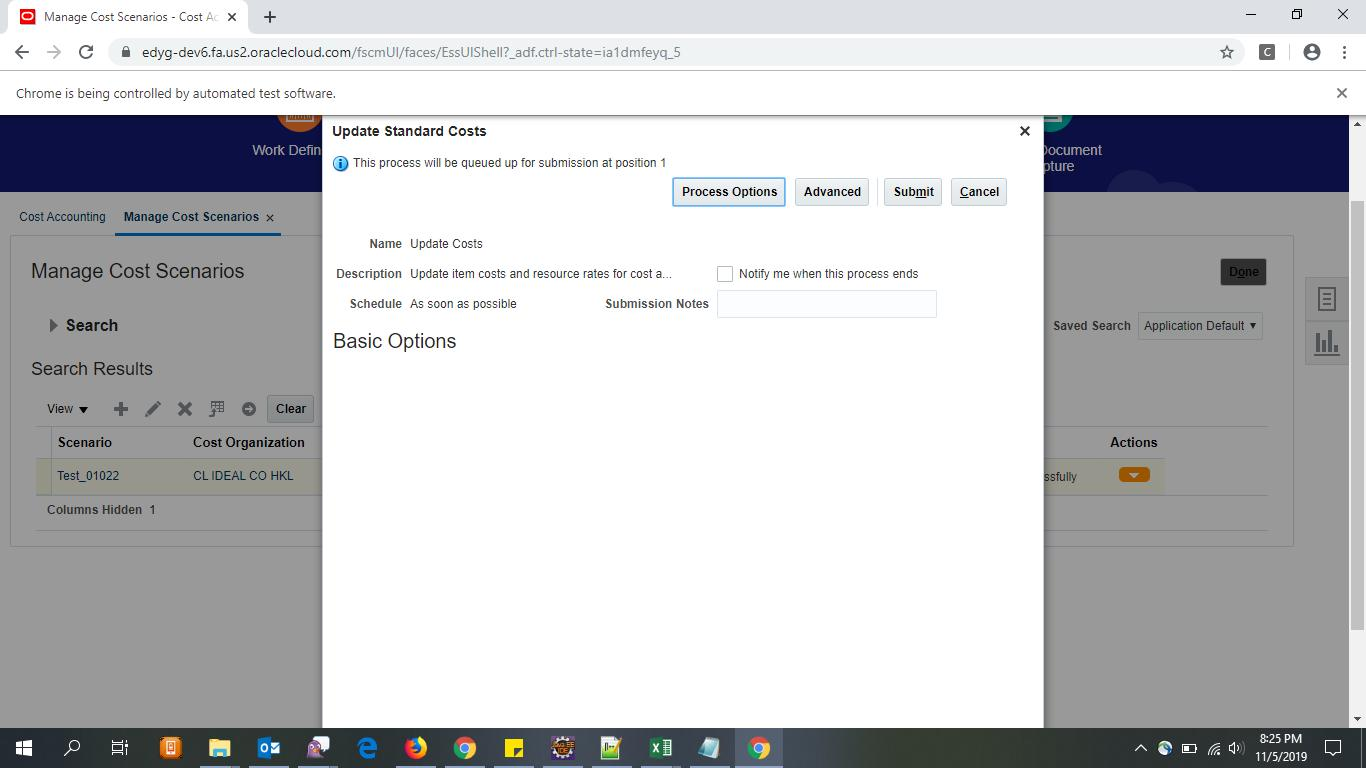 Manage Cost Scenarios - Cost Ac
edyg-dev6.fa.us2.oraclecloud.com/fscmUI/faces/EssUIShell?_adf.ctrl-state=ia1dmfeyq_5
C
Chrome is being controlled by automated test software.
Work Defin
Document
pture
Update Standard Costs
This process will be queued up for submission at position 1
Process Options Advanced Submit Cancel
Name Update Costs
Description Update item costs and resource rates for cost a... Notify me when this process ends
Schedule As soon as possible Submission Notes
Basic Options
Cost Accounting Manage Cost Scenarios
Manage Cost Scenarios Done
Search Saved Search Application Default
Search Results
View Clear
Scenario Cost Organization Actions
Test_01022 CL IDEAL CO HKL ssfully
Columns Hidden 1
8:25 PM
11/5/2019